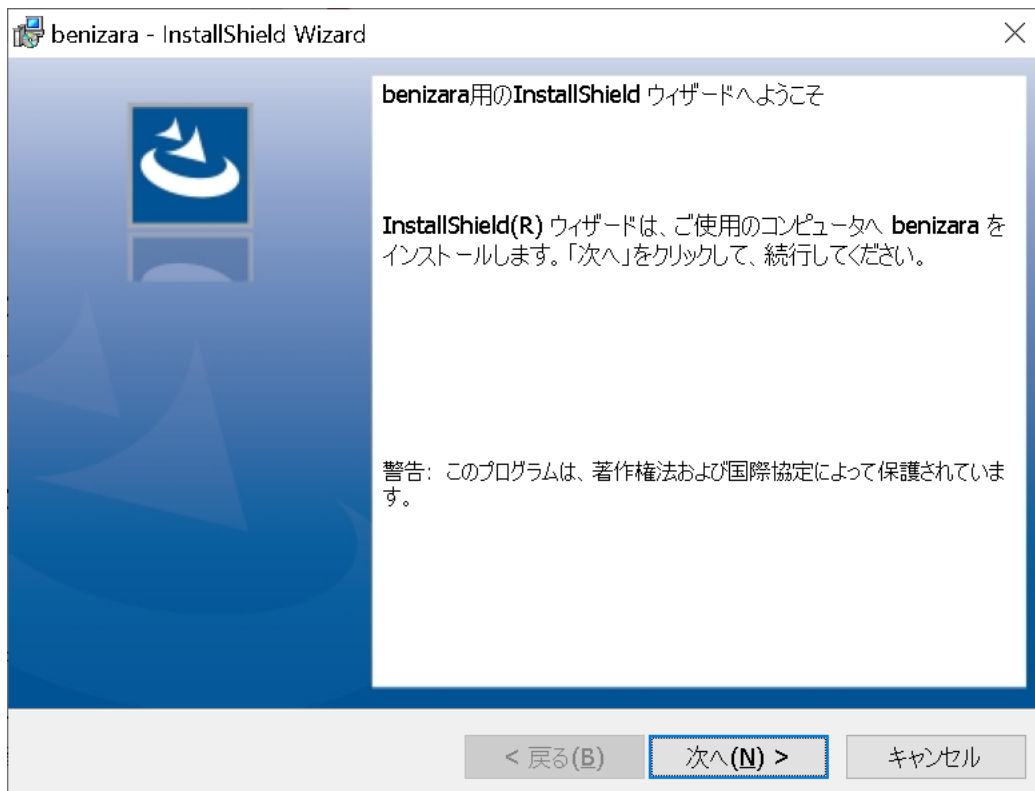 benizara - InstallShield Wizard
benizara用のInstallShield ウィザードへようこそ
InstallShield(R) ウィザードは、ご使用のコンピュータへ benizara を
インストールします。「次へ」をクリックして、続行してください。
警告: このプログラムは、著作権法および国際協定によって保護されていま
す。
< 戻る(B)
次へ(N) >
キャンセル